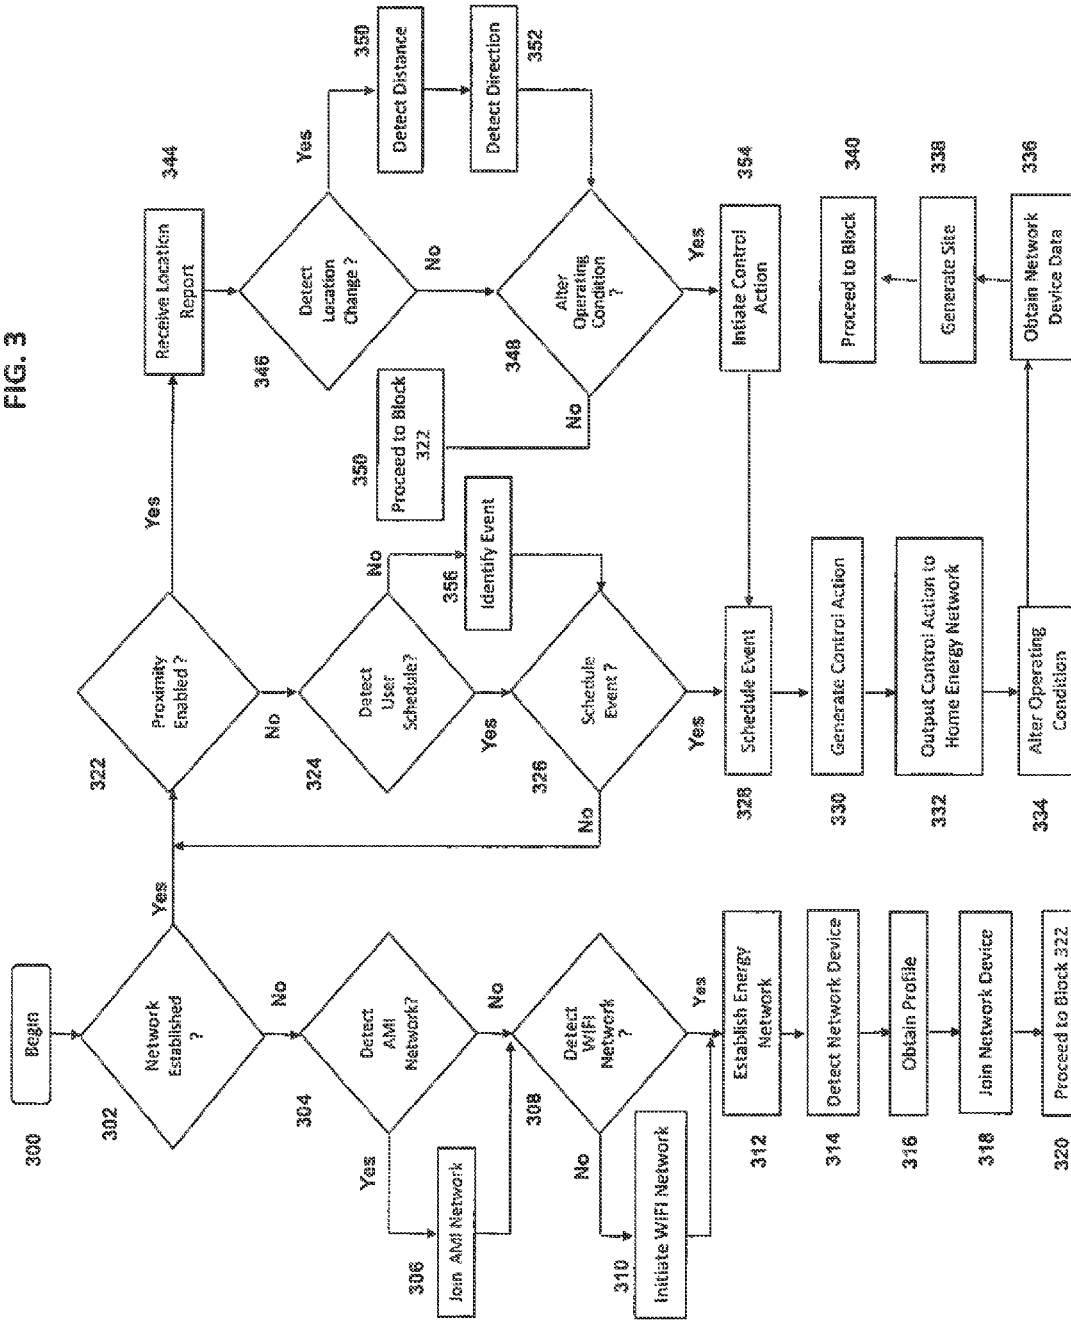 FIG. 3
300
Begin
302
Network
Established
?
Yes
No
304
Detect
AMI
Network?
Yes
No
306
Join AMI Network
308
Detect
WIFI
Network
?
No
Yes
310
Initiate WIFI Network
312
Establish Energy
Network
314
Detect Network Device
316
Obtain Profile
318
Join Network Device
320
Proceed to Block 322
322
Proximity
Enabled ?
Yes
No
324
Detect
User
Schedule?
No
Yes
356
Identify Event
326
Schedule
Event ?
No
Yes
328
Schedule Event
330
Generate Control Action
332
Output Control Action to
Home Energy Network
334
Alter Operating
Condition
344
Receive Location
Report
346
Detect
Location
Change ?
Yes
No
350
Detect Distance
352
Detect Direction
350
Proceed to Block
322
348
Alter
Operating
Condition
?
No
Yes
354
Intiate Control
Action
340
Proceed to Block
338
Generate Site
336
Obtain Network
Device Data